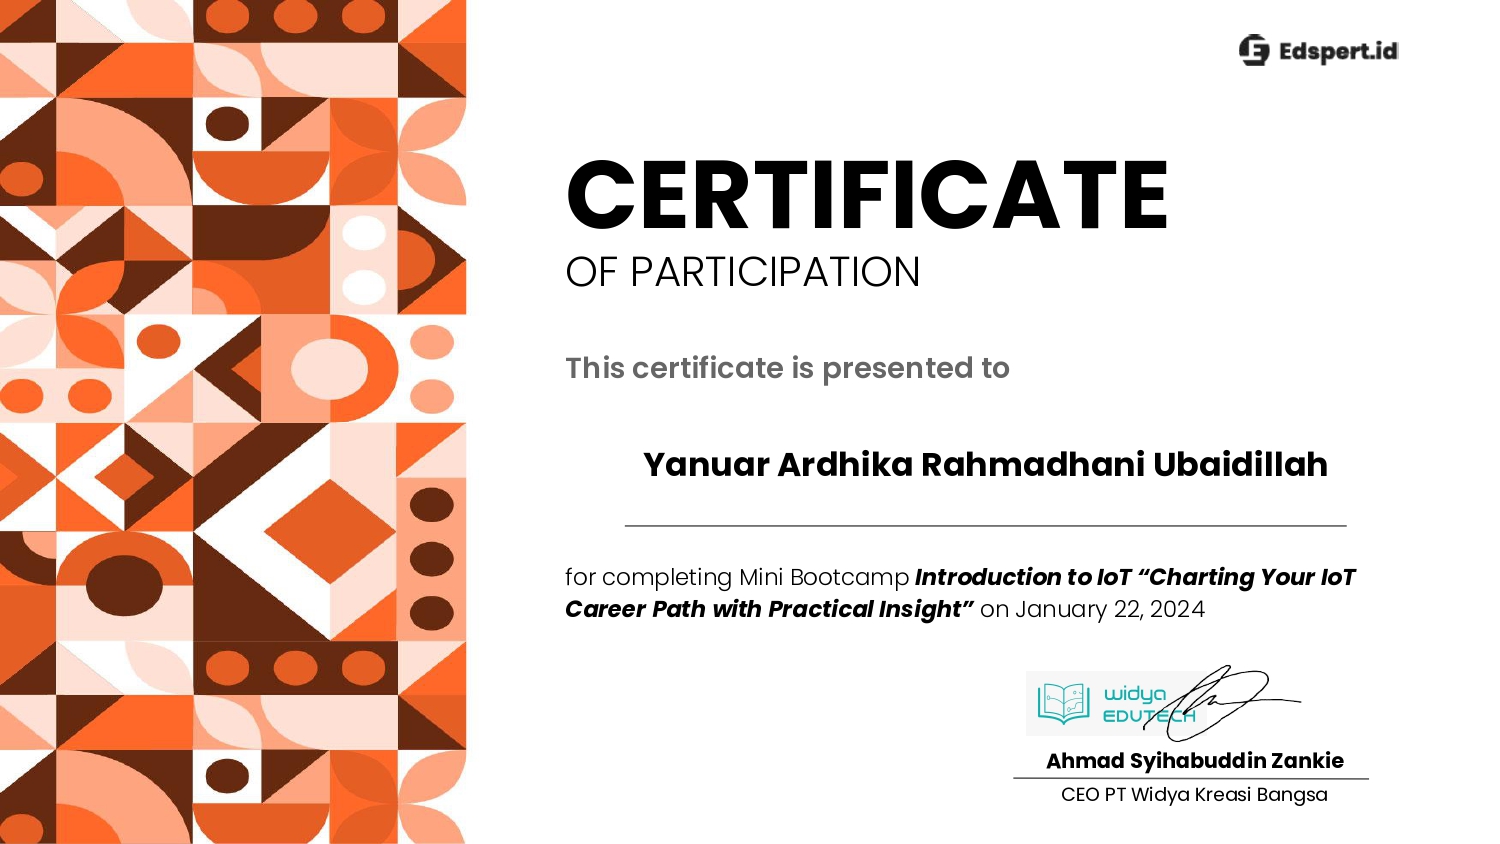 Edspert.id
CERTIFICATE
OF PARTICIPATION
This certificate is presented to
Yanuar Ardhika Rahmadhani Ubaidillah
for completing Mini Bootcamp Introduction to IoT “Charting Your IoT
Career Path with Practical Insight” on January 22, 2024
widya
EDUTECH
Ahmad Syihabuddin Zankie
CEO PT Widya Kreasi Bangsa